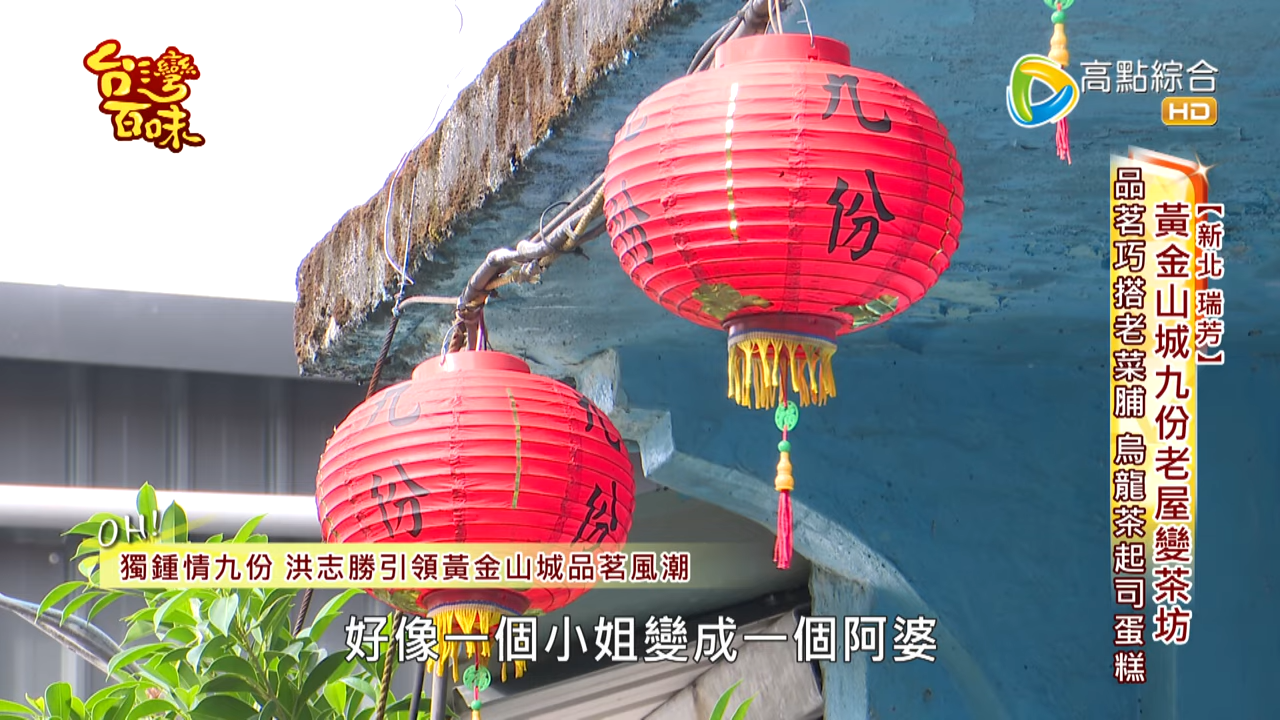 台灣
百味
高點綜合
HD
【新北 瑞芳】
黃金山城九份老屋變茶坊
品茗巧搭老菜脯 烏龍茶起司蛋糕
九份
九份
九份
九份
OH!
獨鍾情九份 洪志勝引領黃金山城品茗風潮
好像一個小姐變成一個阿婆